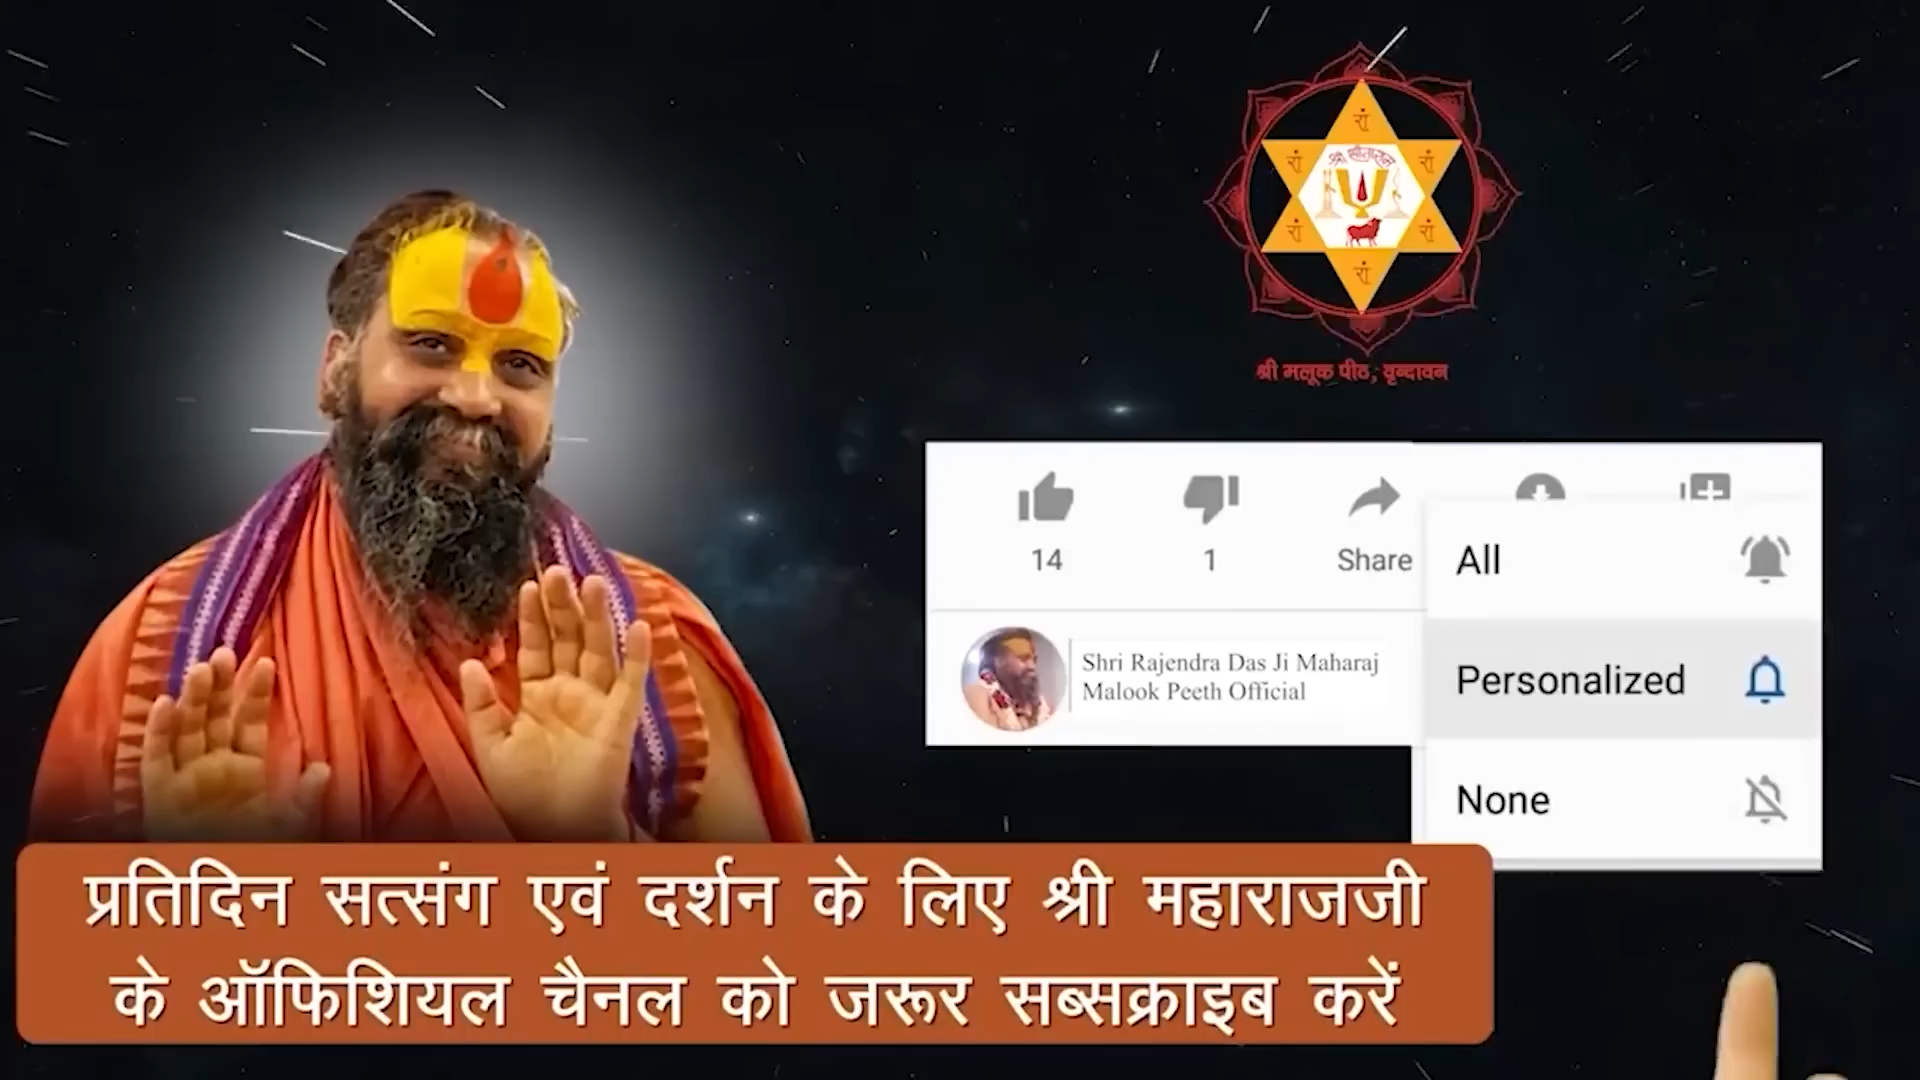 रां
रां
रां
श्री सीताराम
रां
रां
रां
श्री मलूक पीठ, वृन्दावन
14
1
Share
All
Personalized
None
Shri Rajendra Das Ji Maharaj
Malook Peeth Official
प्रतिदिन सत्संग एवं दर्शन के लिए श्री महाराजजी
के ऑफिशियल चैनल को जरूर सब्सक्राइब करें